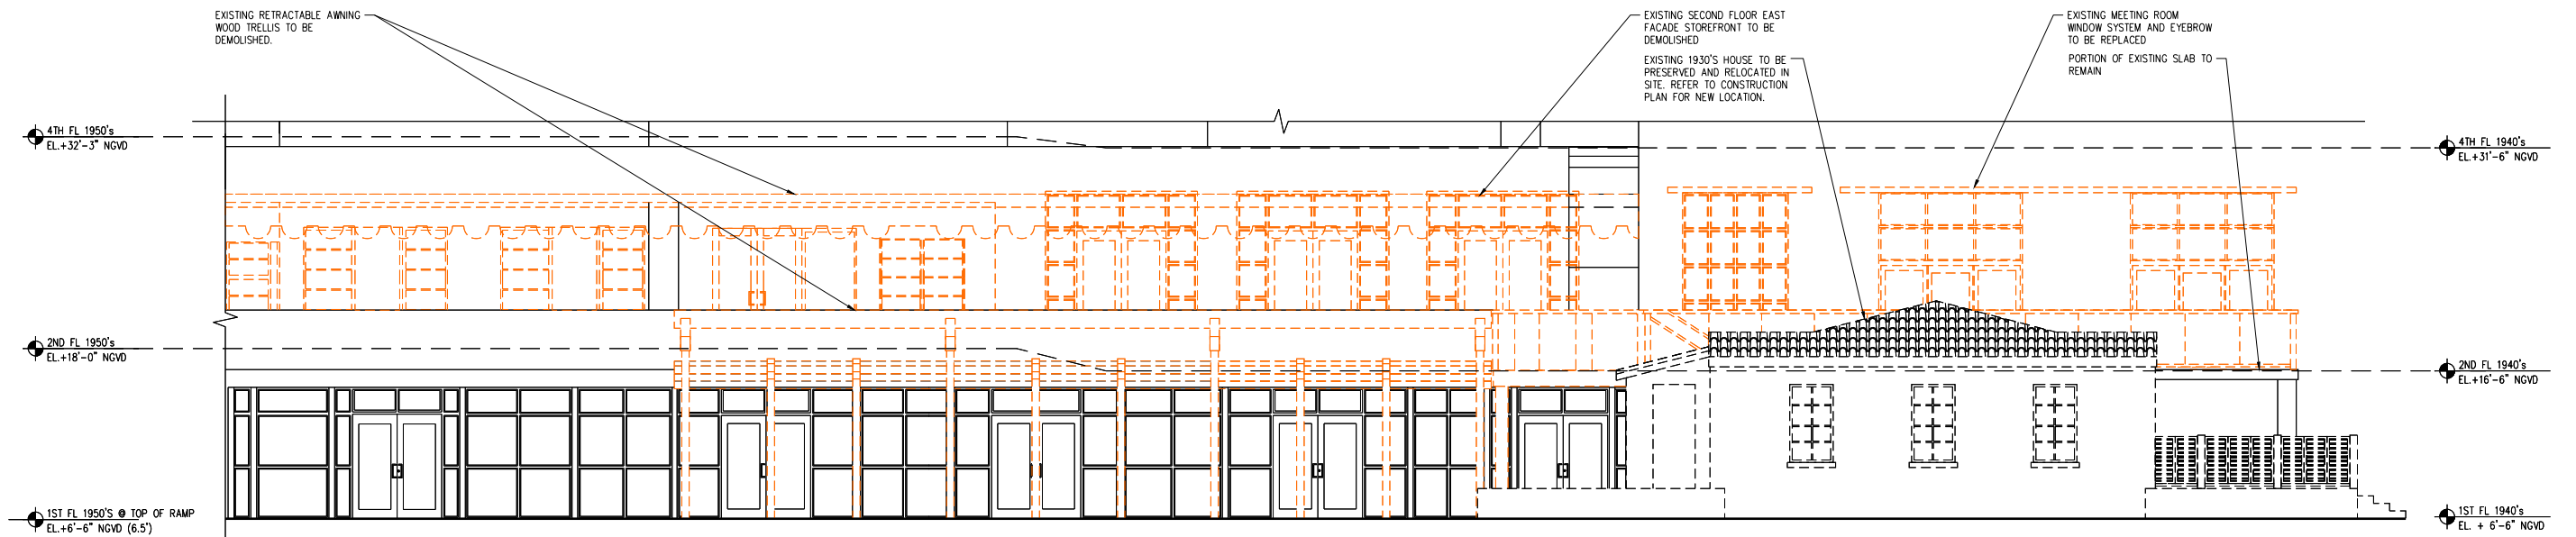 EXISTING RETRACTABLE AWNING
WOOD TRELLIS TO BE
DEMOLISHED.
EXISTING SECOND FLOOR EAST
FACADE STOREFRONT TO BE
DEMOLISHED
EXISTING 1930'S HOUSE TO BE
PRESERVED AND RELOCATED IN
SITE. REFER TO CONSTRUCTION
PLAN FOR NEW LOCATION.
EXISTING MEETING ROOM
WINDOW SYSTEM AND EYEBROW
TO BE REPLACED
PORTION OF EXISTING SLAB TO
REMAIN
4TH FL 1950's
EL.+32'-3" NGVD
4TH FL 1940's
EL.+31'-6" NGVD
2ND FL 1950's
EL.+18'-0" NGVD
2ND FL 1940's
EL.+16'-6" NGVD
1ST FL 1950'S @ TOP OF RAMP
EL.+6'-6" NGVD (6.5')
1ST FL 1940's
EL. + 6'-6" NGVD